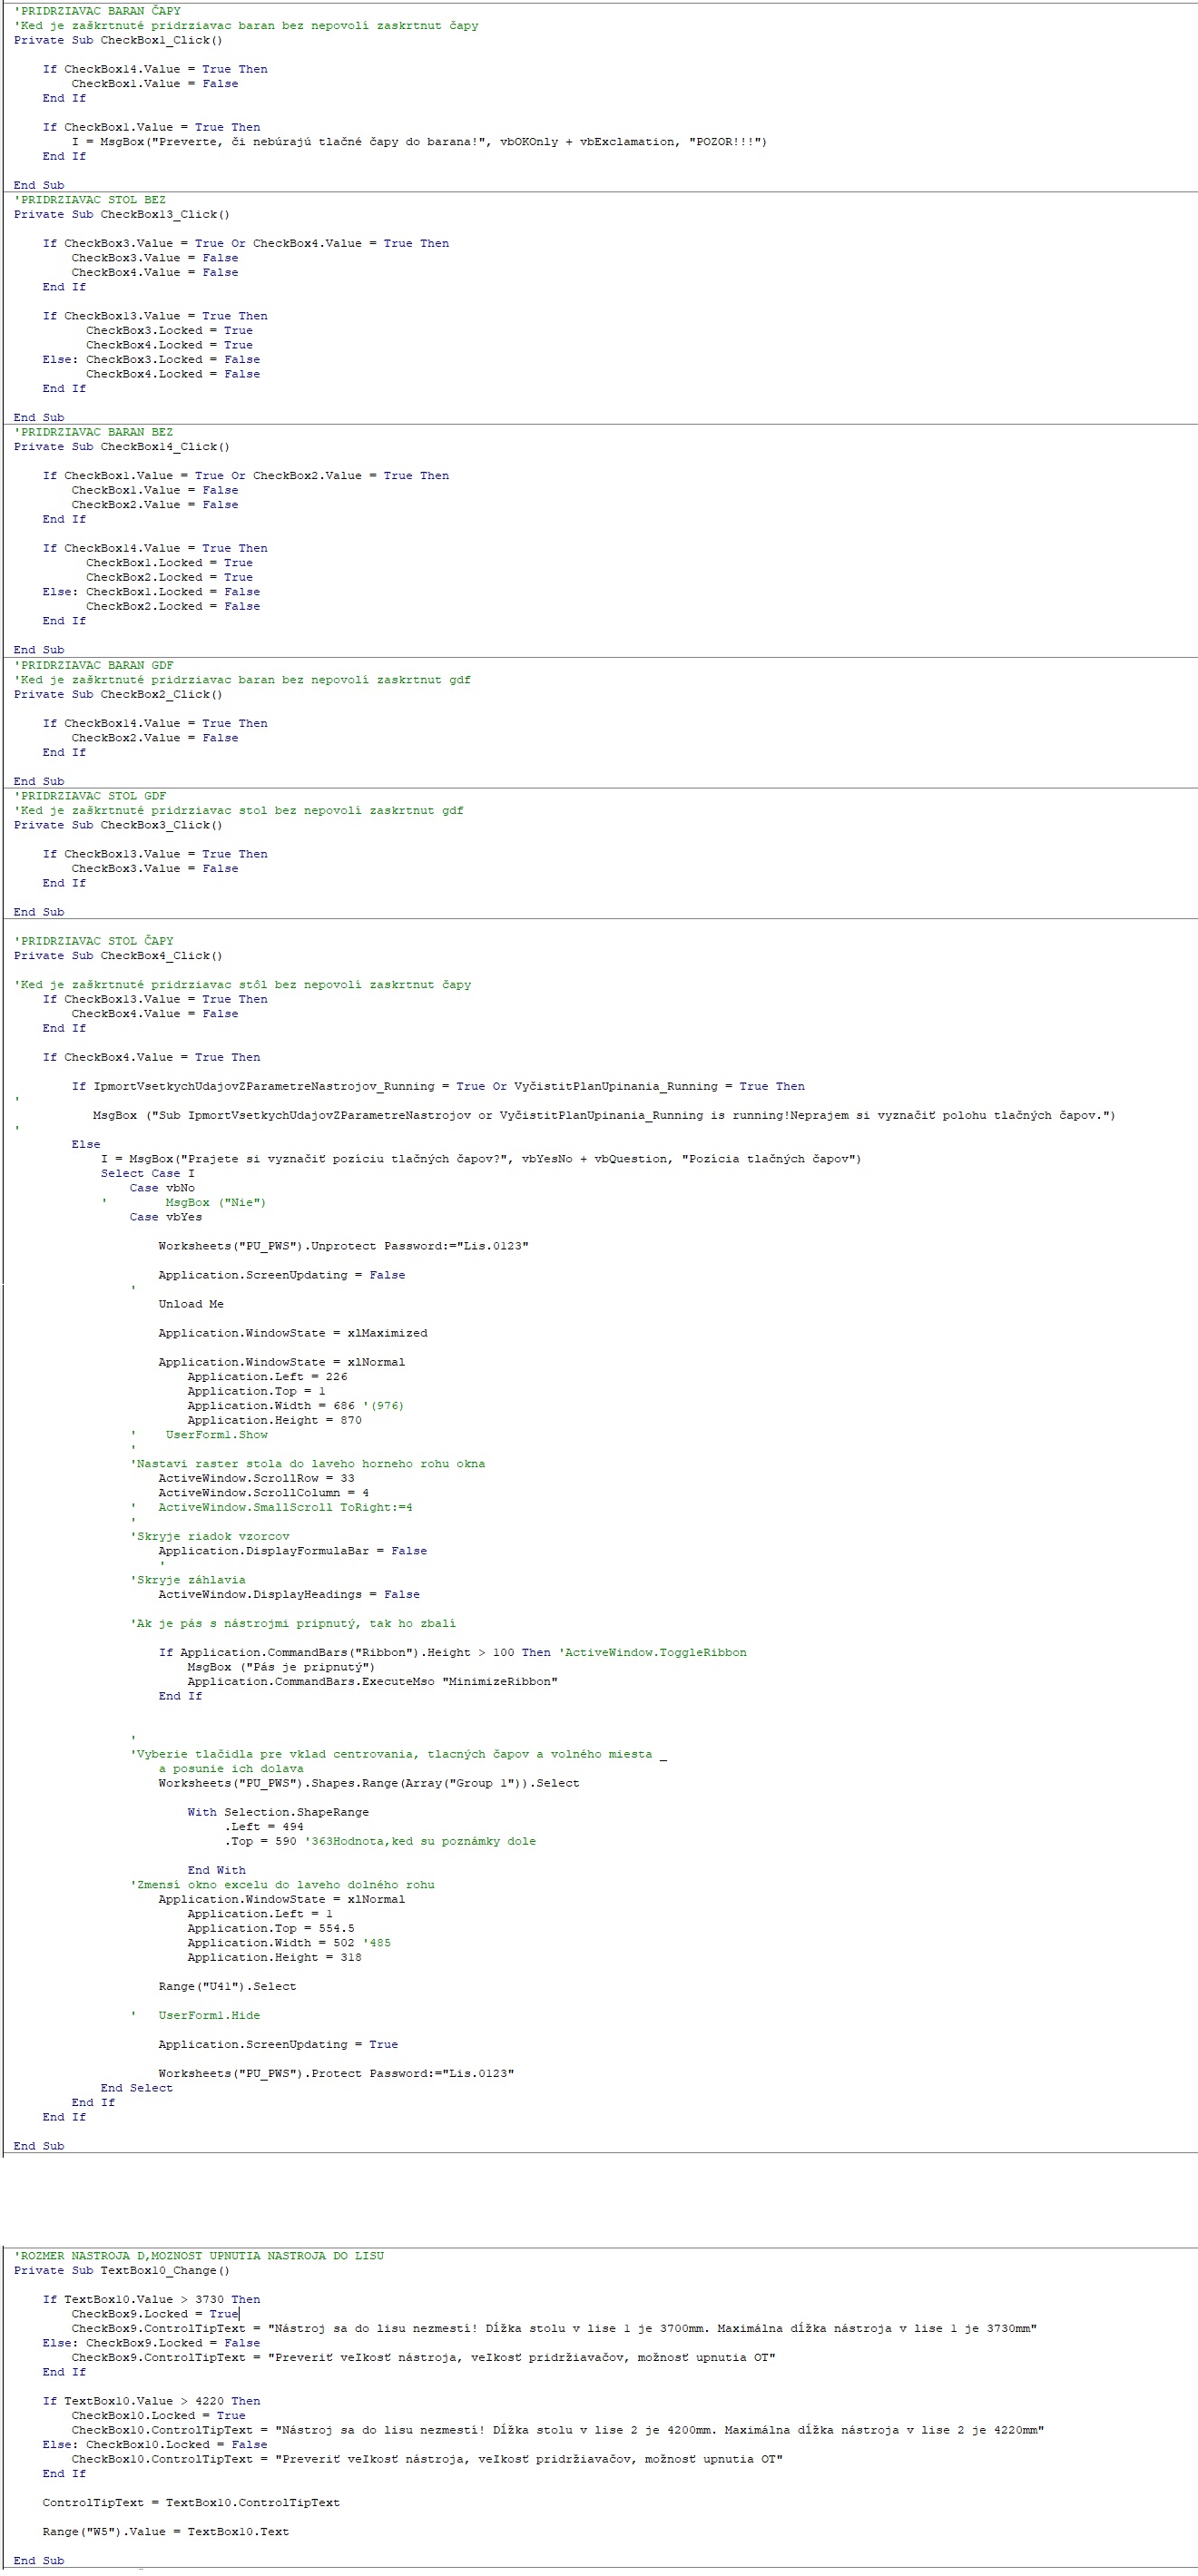 'PRIDRZIAVAC BARAN ČAPY
'Ked je zaškrtnuté pridrziavac baran bez nepovolí zaskrtnut čapy
Private Sub CheckBox1_Click()
If CheckBox14.Value = True Then
CheckBox1.Value = False
End If
If CheckBox1.Value = True Then
I = MsgBox("Preverte, či nebúrajú tlačné čapy do barana!", vbOKOnly + vbExclamation, "POZOR!!!")
End If
End Sub
'PRIDRZIAVAC STOL BEZ
Private Sub CheckBox13_Click()
If CheckBox3.Value = True Or CheckBox4.Value = True Then
CheckBox3.Value = False
CheckBox4.Value = False
End If
If CheckBox13.Value = True Then
CheckBox3.Locked = True
CheckBox4.Locked = True
Else: CheckBox3.Locked = False
CheckBox4.Locked = False
End If
End Sub
'PRIDRZIAVAC BARAN BEZ
Private Sub CheckBox14_Click()
If CheckBox1.Value = True Or CheckBox2.Value = True Then
CheckBox1.Value = False
CheckBox2.Value = False
End If
If CheckBox14.Value = True Then
CheckBox1.Locked = True
CheckBox2.Locked = True
Else: CheckBox1.Locked = False
CheckBox2.Locked = False
End If
End Sub
'PRIDRZIAVAC BARAN GDF
'Ked je zaškrtnuté pridrziavac baran bez nepovolí zaskrtnut gdf
Private Sub CheckBox2_Click()
If CheckBox14.Value = True Then
CheckBox2.Value = False
End If
End Sub
'PRIDRZIAVAC STOL GDF
'Ked je zaškrtnuté pridrziavac stol bez nepovolí zaskrtnut gdf
Private Sub CheckBox3_Click()
If CheckBox13.Value = True Then
CheckBox3.Value = False
End If
End Sub
'PRIDRZIAVAC STOL ČAPY
Private Sub CheckBox4_Click()
'Ked je zaškrtnuté pridrziavac stôl bez nepovolí zaskrtnut čapy
If CheckBox13.Value = True Then
CheckBox4.Value = False
End If
If CheckBox4.Value = True Then
If IpmortVsetkychUdajovZParametreNastrojov_Running = True Or VyčistitPlanUpinania_Running = True Then
'
MsgBox ("Sub IpmortVsetkychUdajovZParametreNastrojov or VyčistitPlanUpinania_Running is running!Neprajem si vyznačiť polohu tlačných čapov.")
'
Else
I = MsgBox("Prajete si vyznačiť pozíciu tlačných čapov?", vbYesNo + vbQuestion, "Pozícia tlačných čapov")
Select Case I
Case vbNo
' MsgBox ("Nie")
Case vbYes
Worksheets("PU_PWS").Unprotect Password:="Lis.0123"
Application.ScreenUpdating = False
'
Unload Me
Application.WindowState = xlMaximized
Application.WindowState = xlNormal
Application.Left = 226
Application.Top = 1
Application.Width = 686 '(976)
Application.Height = 870
' UserForm1.Show
'
'Nastaví raster stola do laveho horneho rohu okna
ActiveWindow.ScrollRow = 33
ActiveWindow.ScrollColumn = 4
' ActiveWindow.SmallScroll ToRight:=4
'
'Skryje riadok vzorcov
Application.DisplayFormulaBar = False
'
'Skryje záhlavia
ActiveWindow.DisplayHeadings = False
'Ak je pás s nástrojmi pripnutý, tak ho zbalí
If Application.CommandBars("Ribbon").Height > 100 Then 'ActiveWindow.ToggleRibbon
MsgBox ("Pás je pripnutý")
Application.CommandBars.ExecuteMso "MinimizeRibbon"
End If
'
'Vyberie tlačidla pre vklad centrovania, tlacných čapov a volného miesta _
a posunie ich dolava
Worksheets("PU_PWS").Shapes.Range(Array("Group 1")).Select
With Selection.ShapeRange
.Left = 494
.Top = 590 '363Hodnota,ked su poznámky dole
End With
'Zmensí okno excelu do laveho dolného rohu
Application.WindowState = xlNormal
Application.Left = 1
Application.Top = 554.5
Application.Width = 502 '485
Application.Height = 318
Range("U41").Select
' UserForm1.Hide
Application.ScreenUpdating = True
Worksheets("PU_PWS").Protect Password:="Lis.0123"
End Select
End If
End If
End Sub
'ROZMER NASTROJA D,MOZNOST UPNUTIA NASTROJA DO LISU
Private Sub TextBox10_Change()
If TextBox10.Value > 3730 Then
CheckBox9.Locked = True
CheckBox9.ControlTipText = "Nástroj sa do lisu nezmestí! Dĺžka stolu v lise 1 je 3700mm. Maximálna dĺžka nástroja v lise 1 je 3730mm"
Else: CheckBox9.Locked = False
CheckBox9.ControlTipText = "Preveriť veľkosť nástroja, veľkosť pridržiavačov, možnosť upnutia OT"
End If
If TextBox10.Value > 4220 Then
CheckBox10.Locked = True
CheckBox10.ControlTipText = "Nástroj sa do lisu nezmestí! Dĺžka stolu v lise 2 je 4200mm. Maximálna dĺžka nástroja v lise 2 je 4220mm"
Else: CheckBox10.Locked = False
CheckBox10.ControlTipText = "Preveriť veľkosť nástroja, veľkosť pridržiavačov, možnosť upnutia OT"
End If
ControlTipText = TextBox10.ControlTipText
Range("W5").Value = TextBox10.Text
End Sub